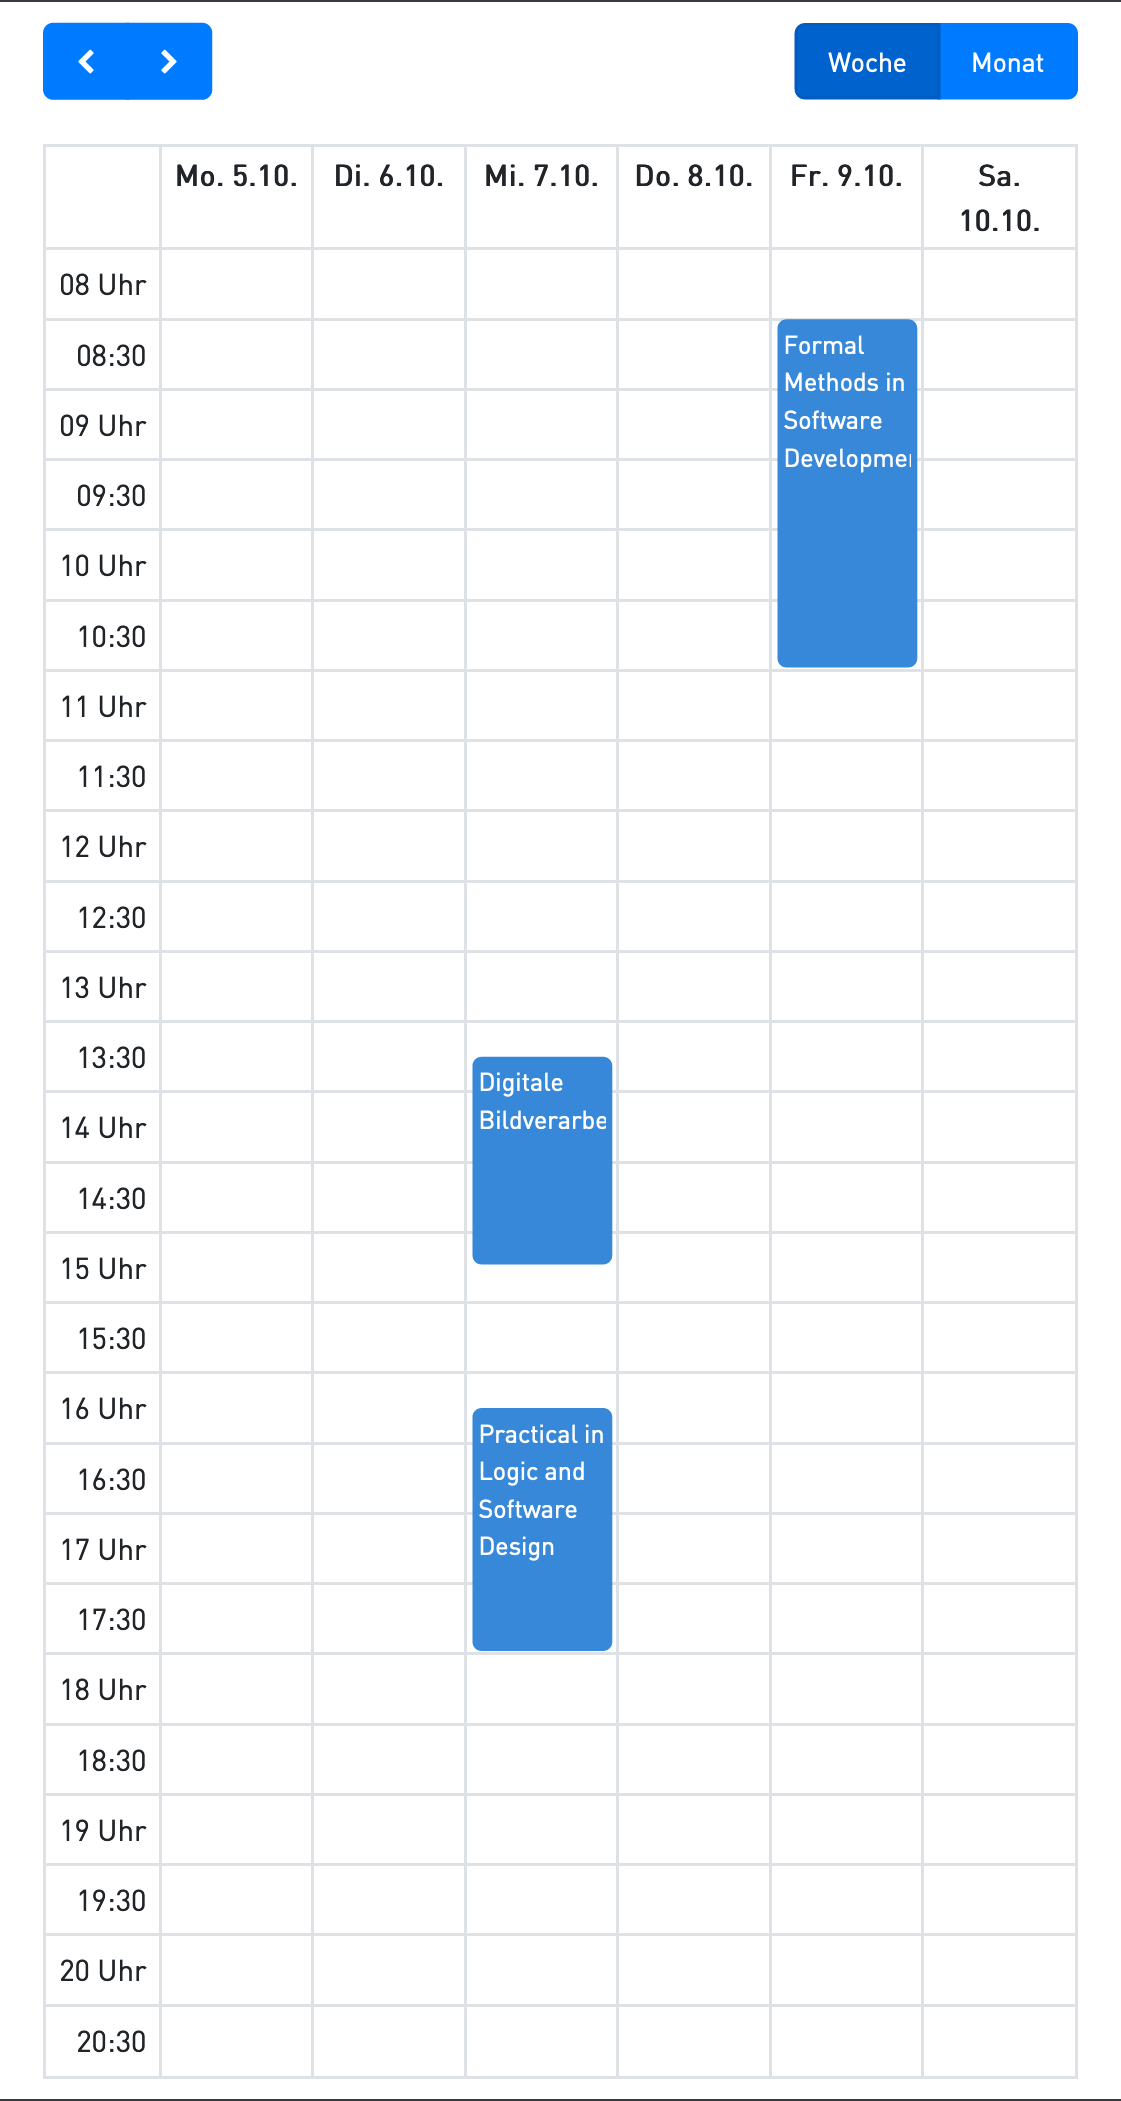 Woche Monat
Mo. 5.10. Di. 6.10. Mi. 7.10. Do. 8.10. Fr. 9.10. Sa.
10.10.
08 Uhr
08:30
Formal
Methods in
Software
Developme
09 Uhr
09:30
10 Uhr
10:30
11 Uhr
11:30
12 Uhr
12:30
13 Uhr
13:30
Digitale
Bildverarbe
14 Uhr
14:30
15 Uhr
15:30
16 Uhr
Practical in
Logic and
Software
Design
16:30
17 Uhr
17:30
18 Uhr
18:30
19 Uhr
19:30
20 Uhr
20:30